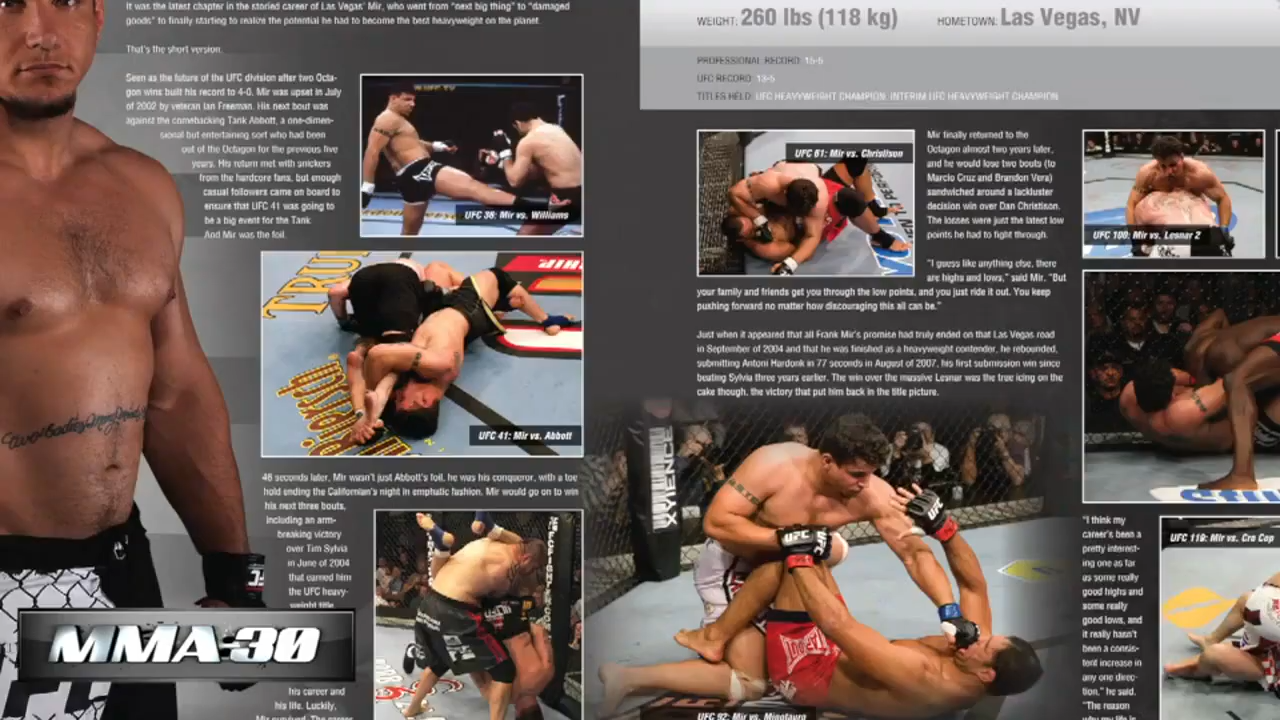 It was the latest chapter in the storied career of Las Vegas' Mir, who went from "next big thing" to "damaged
goods" to finally starting to realize the potential he had to become the best heavyweight on the planet.
That's the short version.
Seen as the future of the UFC division after two Octa-
gon wins built his record to 4-0, Mir was upset in July
of 2002 by veteran Ian Freeman. His next bout was
against the comebacking Tank Abbott, a one-dimen-
sional but entertaining sort who had been
out of the Octagon for the previous five
years. His return met with snickers
from the hardcore fans, but enough
casual followers came on board to
ensure that UFC 41 was going to
be a big event for the Tank.
And Mir was the foil.
UFC 38: Mir vs. Williams
TRUT
UFC 41: Mir vs. Abbott
46 seconds later, Mir wasn't just Abbott's foil, he was his conqueror, with a toe
hold ending the Californian's night in emphatic fashion. Mir would go on to win
his next three bouts,
including an arm-
breaking victory
over Tim Sylvia
in June of 2004
that earned him
the UFC heavy-
weight title.
MMA-30
his career and
his life. Luckily,
Mir survived. The career
WEIGHT: 260 lbs (118 kg) HOMETOWN: Las Vegas, NV
PROFESSIONAL RECORD: 15-5
UFC RECORD: 13-5
TITLES HELD: UFC HEAVYWEIGHT CHAMPION, INTERIM UFC HEAVYWEIGHT CHAMPION
UFC 61: Mir vs. Christison
Mir finally returned to the
Octagon almost two years later,
and he would lose two bouts (to
Marcio Cruz and Brandon Vera)
sandwiched around a lackluster
decision win over Dan Christison.
The losses were just the latest low
points he had to fight through.
"I guess like anything else, there
are highs and lows," said Mir. "But
your family and friends get you through the low points, and you just ride it out. You keep
pushing forward no matter how discouraging this all can be."
Just when it appeared that all Frank Mir's promise had truly ended on that Las Vegas road
in September of 2004 and that he was finished as a heavyweight contender, he rebounded,
submitting Antoni Hardonk in 77 seconds in August of 2007, his first submission win since
beating Sylvia three years earlier. The win over the massive Lesnar was the true icing on the
cake though, the victory that put him back in the title picture.
XYIENCE
UFC
UFC
TAPOUT
UFC 92: Mir vs. Minotauro
UFC 100: Mir vs. Lesnar 2
"I think my
career's been a
pretty interest-
ing one as far
as some really
good highs and
some really
good lows, and
it really hasn't
been a consis-
tent increase in
any one direc-
tion," he said.
"The reason
why my life is
UFC 119: Mir vs. Cro Cop